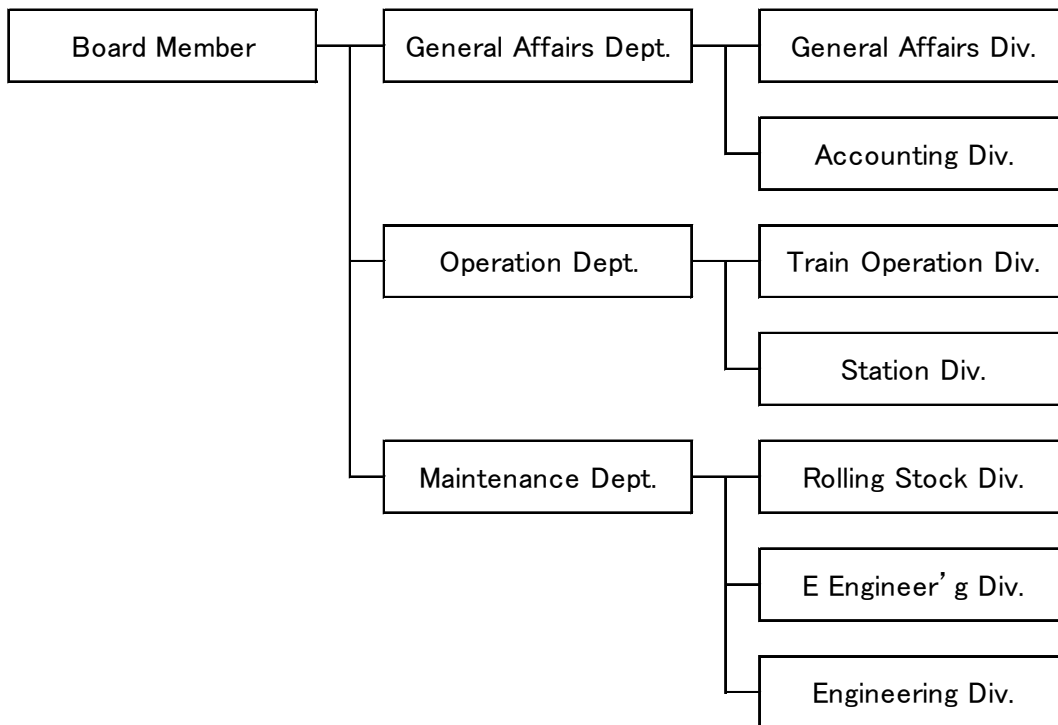 Board Member
General Affairs Dept.
General Affairs Div.
Accounting Div.
Operation Dept.
Train Operation Div.
Station Div.
Maintenance Dept.
Rolling Stock Div.
E Engineer’g Div.
Engineering Div.